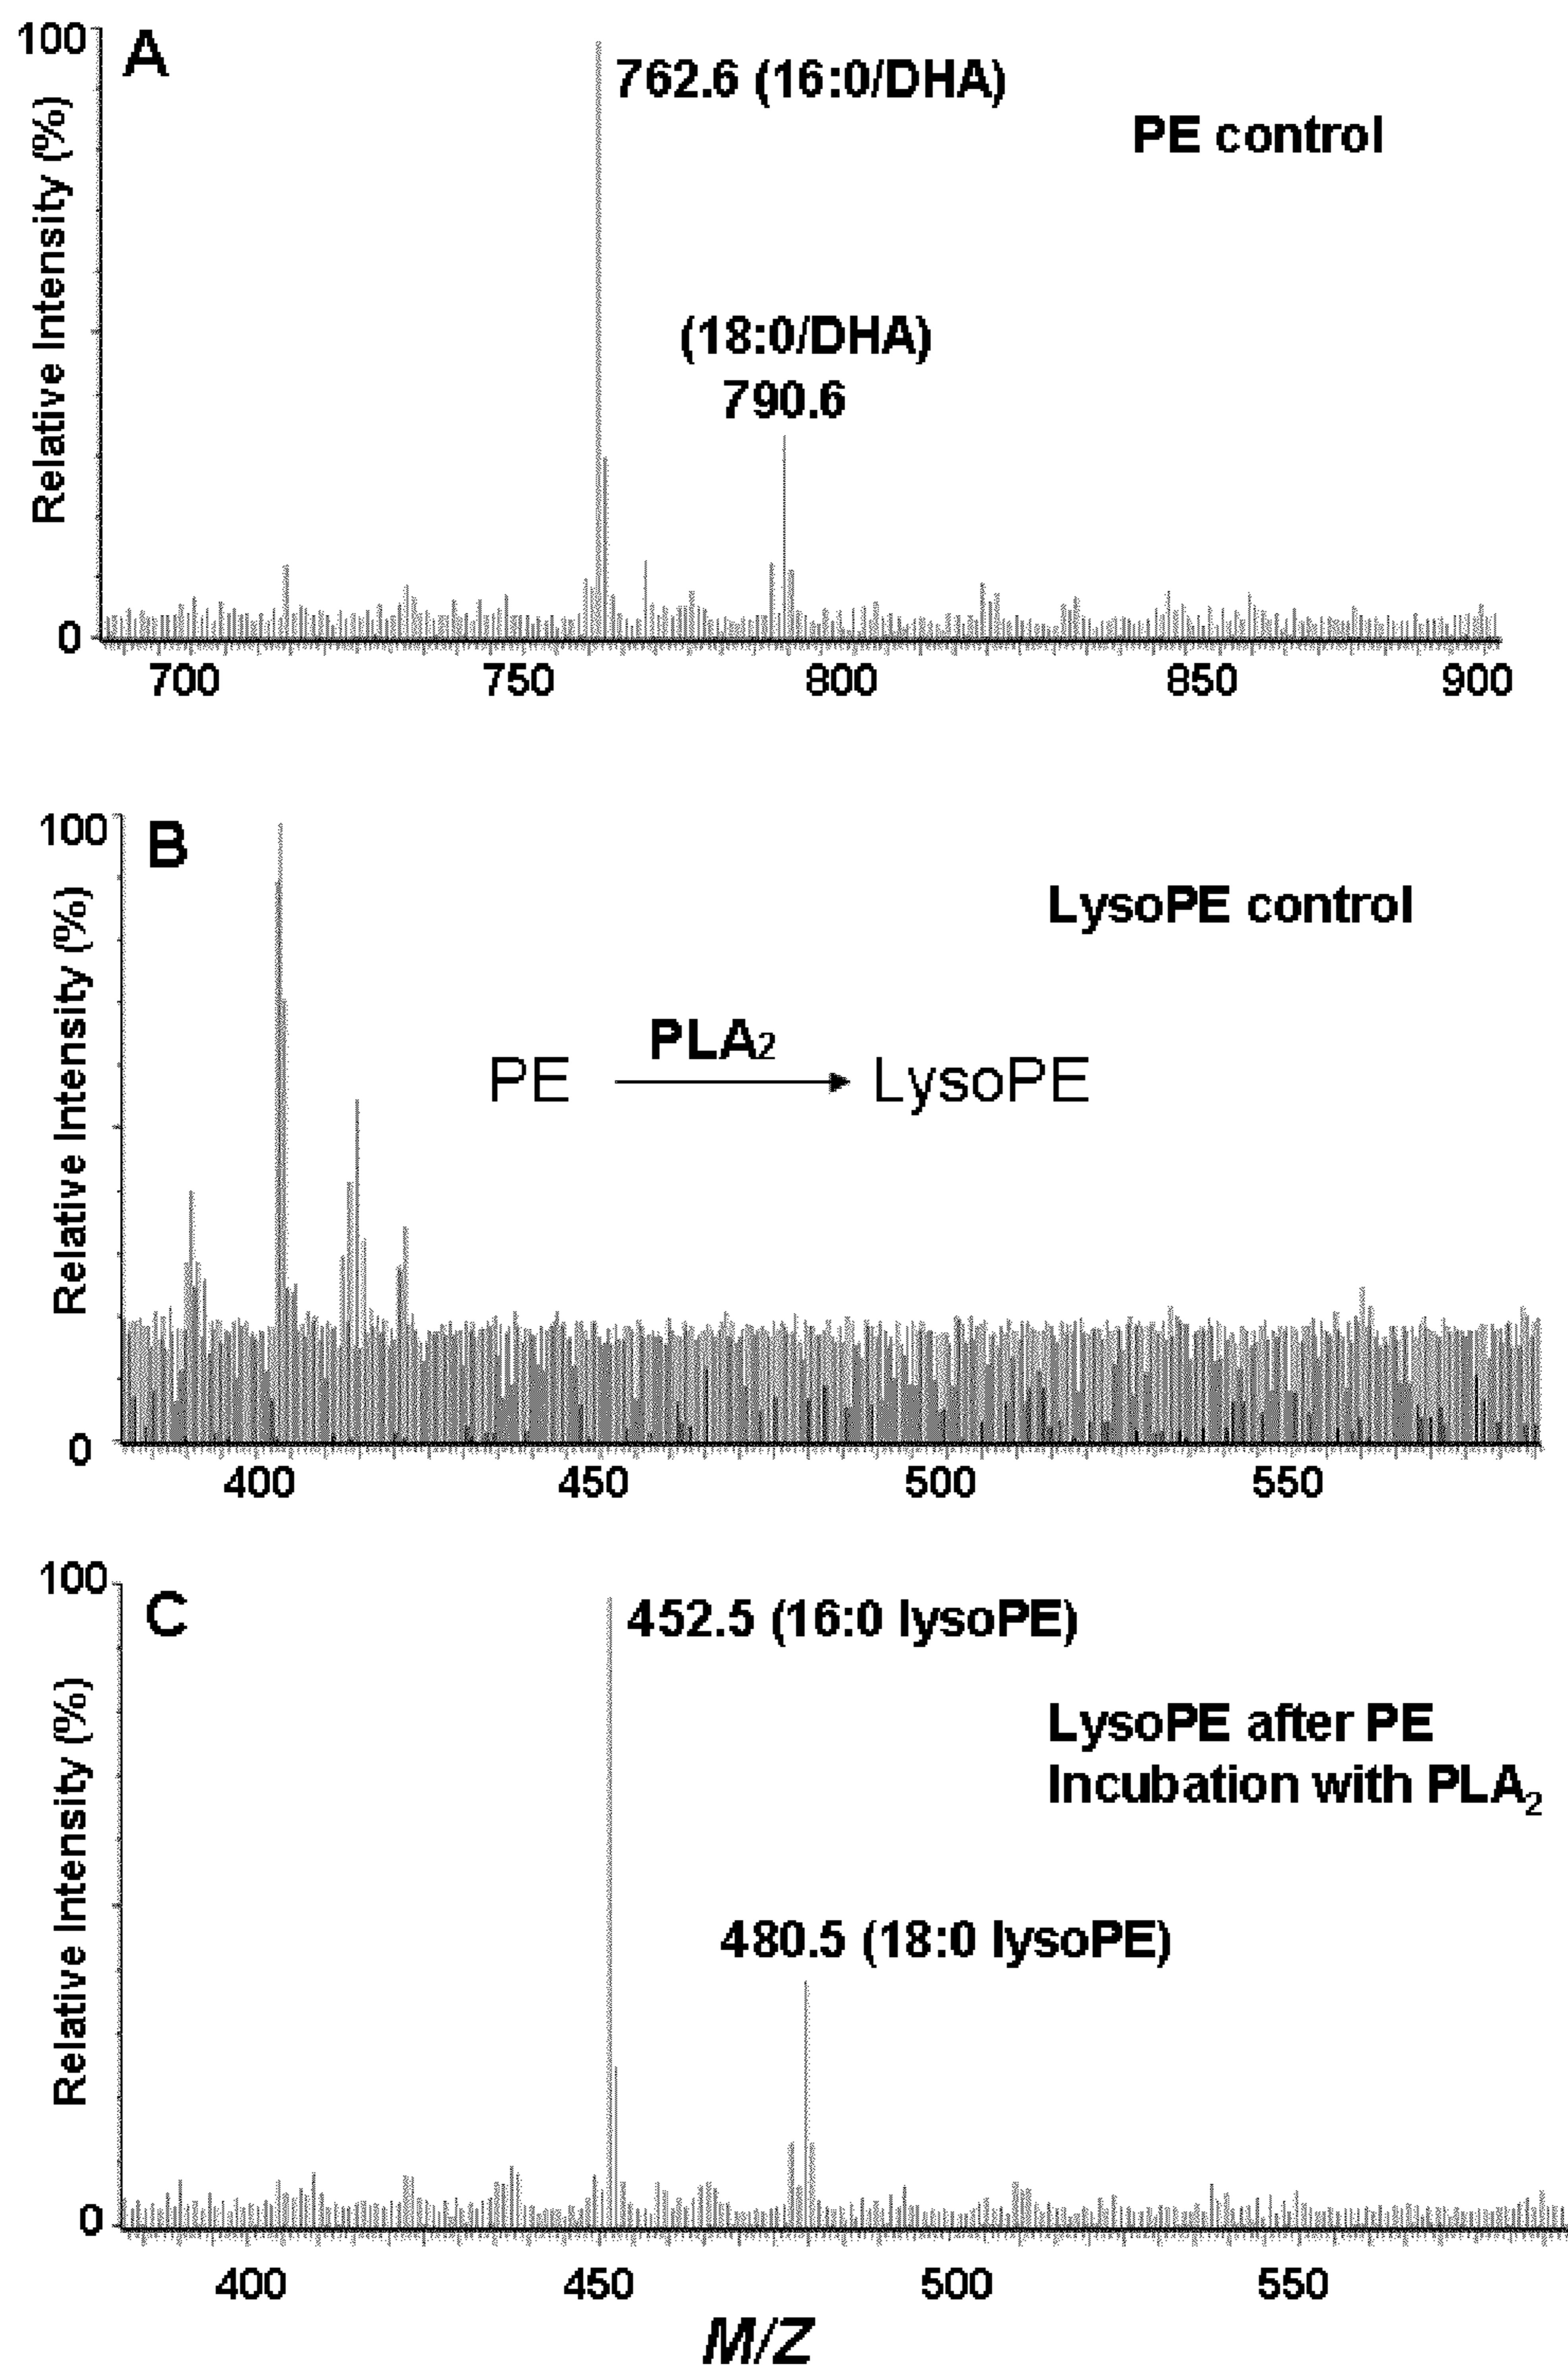 100
A
762.6 (16:0/DHA)
PE control
(18:0/DHA)
790.6
Relative Intensity (%)
0
700 750 800 850 900
100
B
LysoPE control
PLA2
PE LysoPE
Relative Intensity (%)
0
400 450 500 550
100
C
452.5 (16:0 lysoPE)
LysoPE after PE
Incubation with PLA2
480.5 (18:0 lysoPE)
Relative Intensity (%)
0
400 450 500 550
M/Z